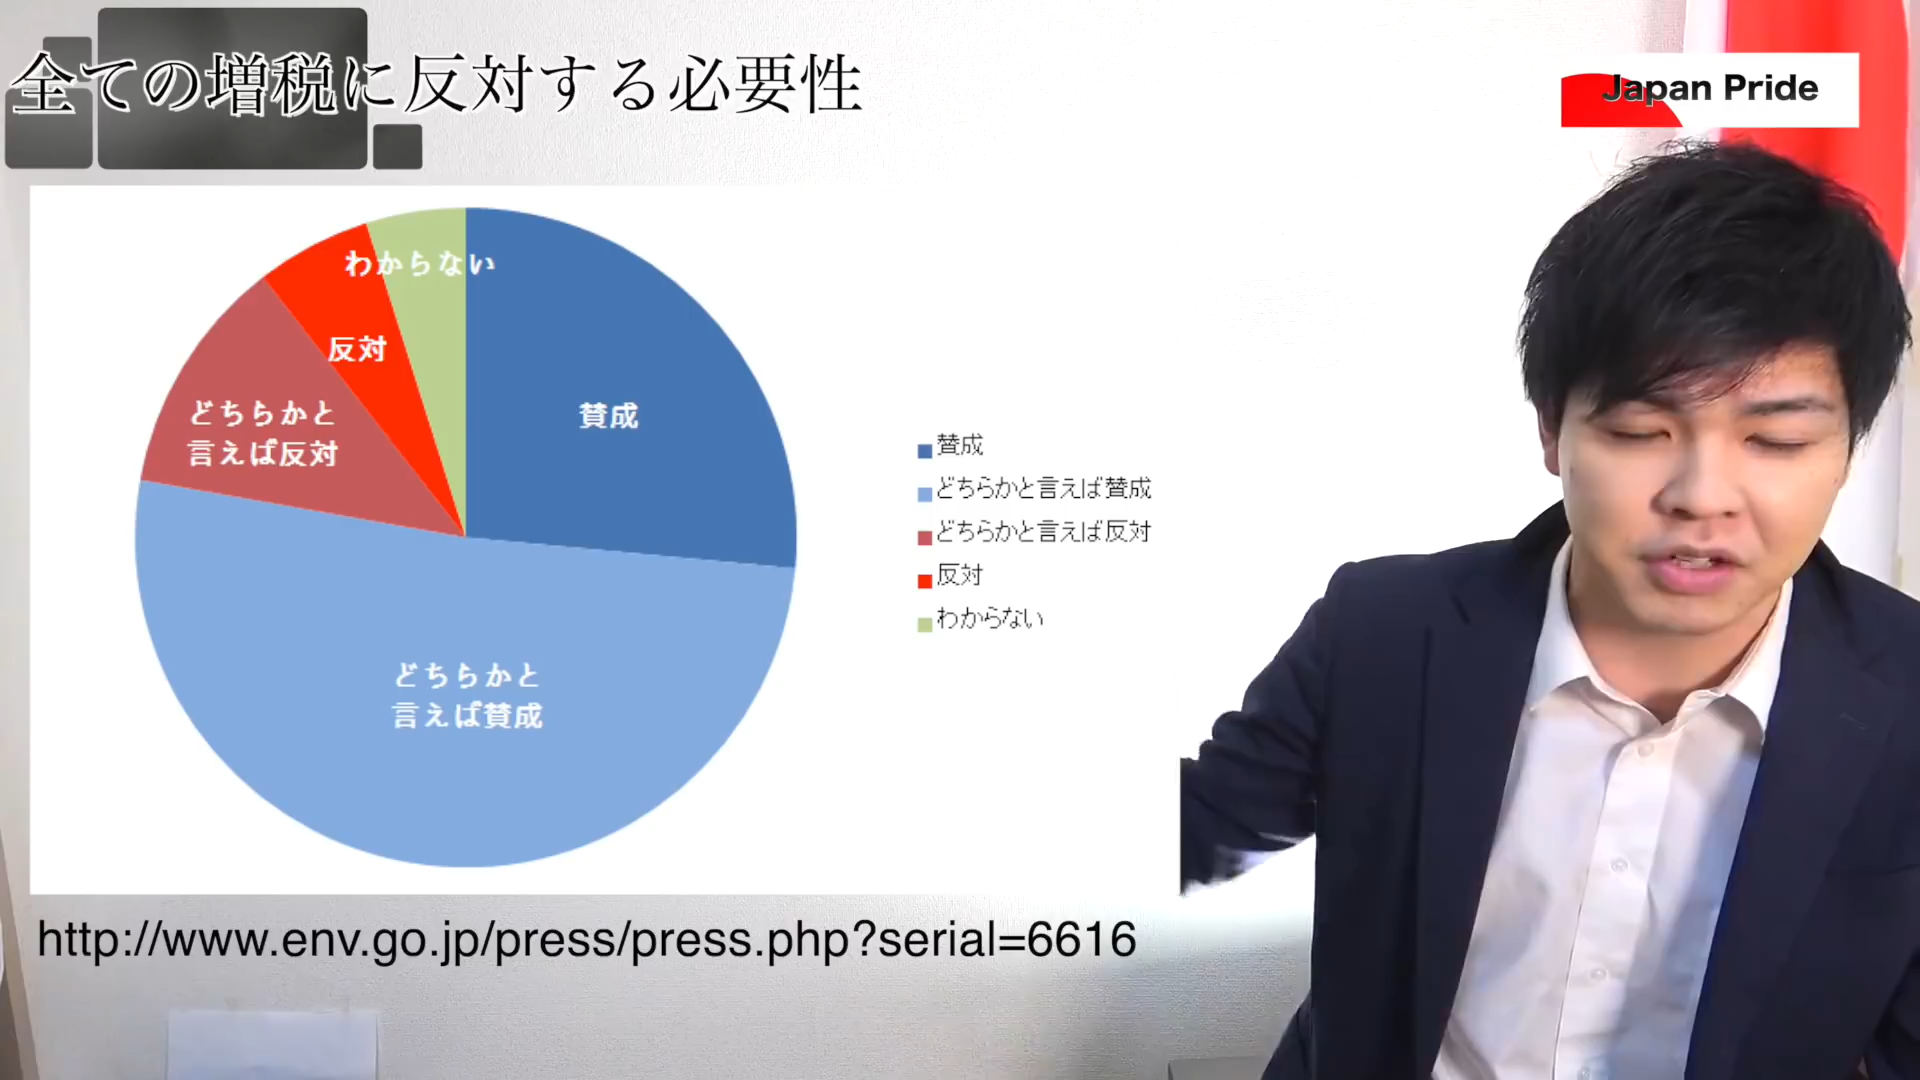 全ての増税に反対する必要性
Japan Pride
わからない
反対
賛成
どちらかと
言えば反対
どちらかと
言えば賛成
賛成
どちらかと言えば賛成
どちらかと言えば反対
反対
わからない
http://www.env.go.jp/press/press.php?serial=6616